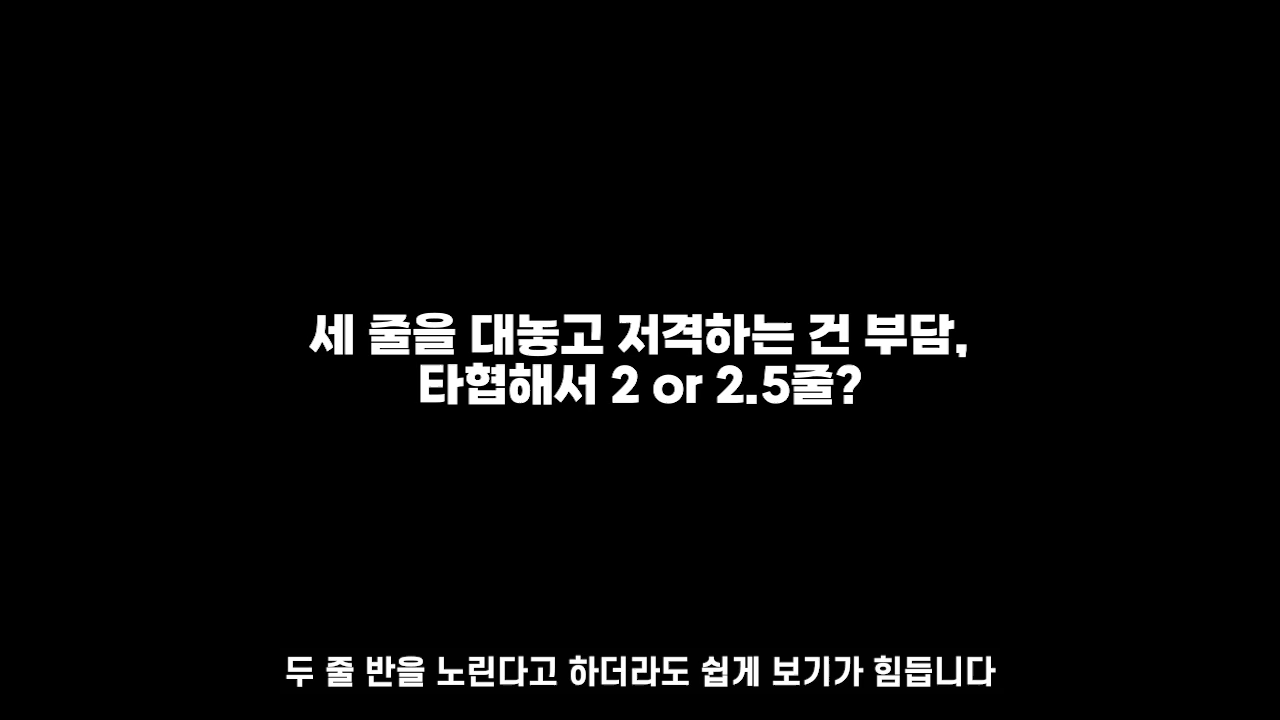 세 줄을 대놓고 저격하는 건 부담,
타협해서 2 or 2.5줄?
두 줄 반을 노린다고 하더라도 쉽게 보기가 힘듭니다